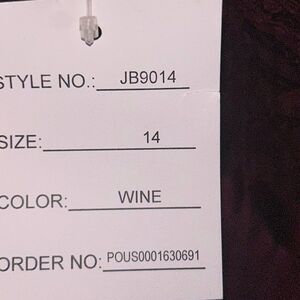 STYLE NO.: JB9014
SIZE: 14
COLOR: WINE
ORDER NO: POUS0001630691